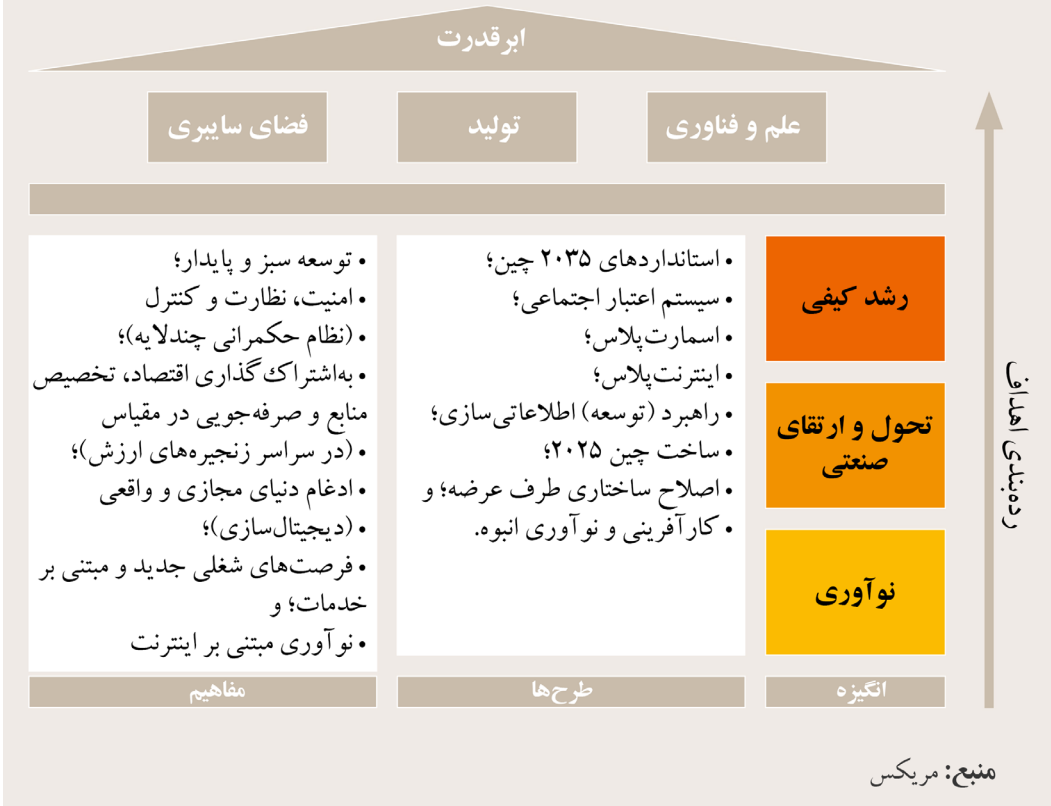 ابرقدرت
علم و فناوری
تولید
فضای سایبری
رده‌بندی اهداف
رشد کیفی
تحول و ارتقای
صنعتی
نوآوری
انگیزه
• استانداردهای ۲۰۳۵ چین؛
• سیستم اعتبار اجتماعی؛
• اسمارت‌پلاس؛
• اینترنت‌پلاس؛
• راهبرد (توسعه) اطلاعاتی‌سازی؛
• ساخت چین ۲۰۲۵؛
• اصلاح ساختاری طرف عرضه؛ و
• کارآفرینی و نوآوری انبوه.
طرح‌ها
• توسعه سبز و پایدار؛
• امنیت، نظارت و کنترل
• (نظام حکمرانی چندلایه)؛
• به‌اشتراک‌گذاری اقتصاد، تخصیص
منابع و صرفه‌جویی در مقیاس
• (در سراسر زنجیره‌های ارزش)؛
• ادغام دنیای مجازی و واقعی
• (دیجیتال‌سازی)؛
• فرصت‌های شغلی جدید و مبتنی بر
خدمات؛ و
• نوآوری مبتنی بر اینترنت
مفاهیم
منبع: مریکس